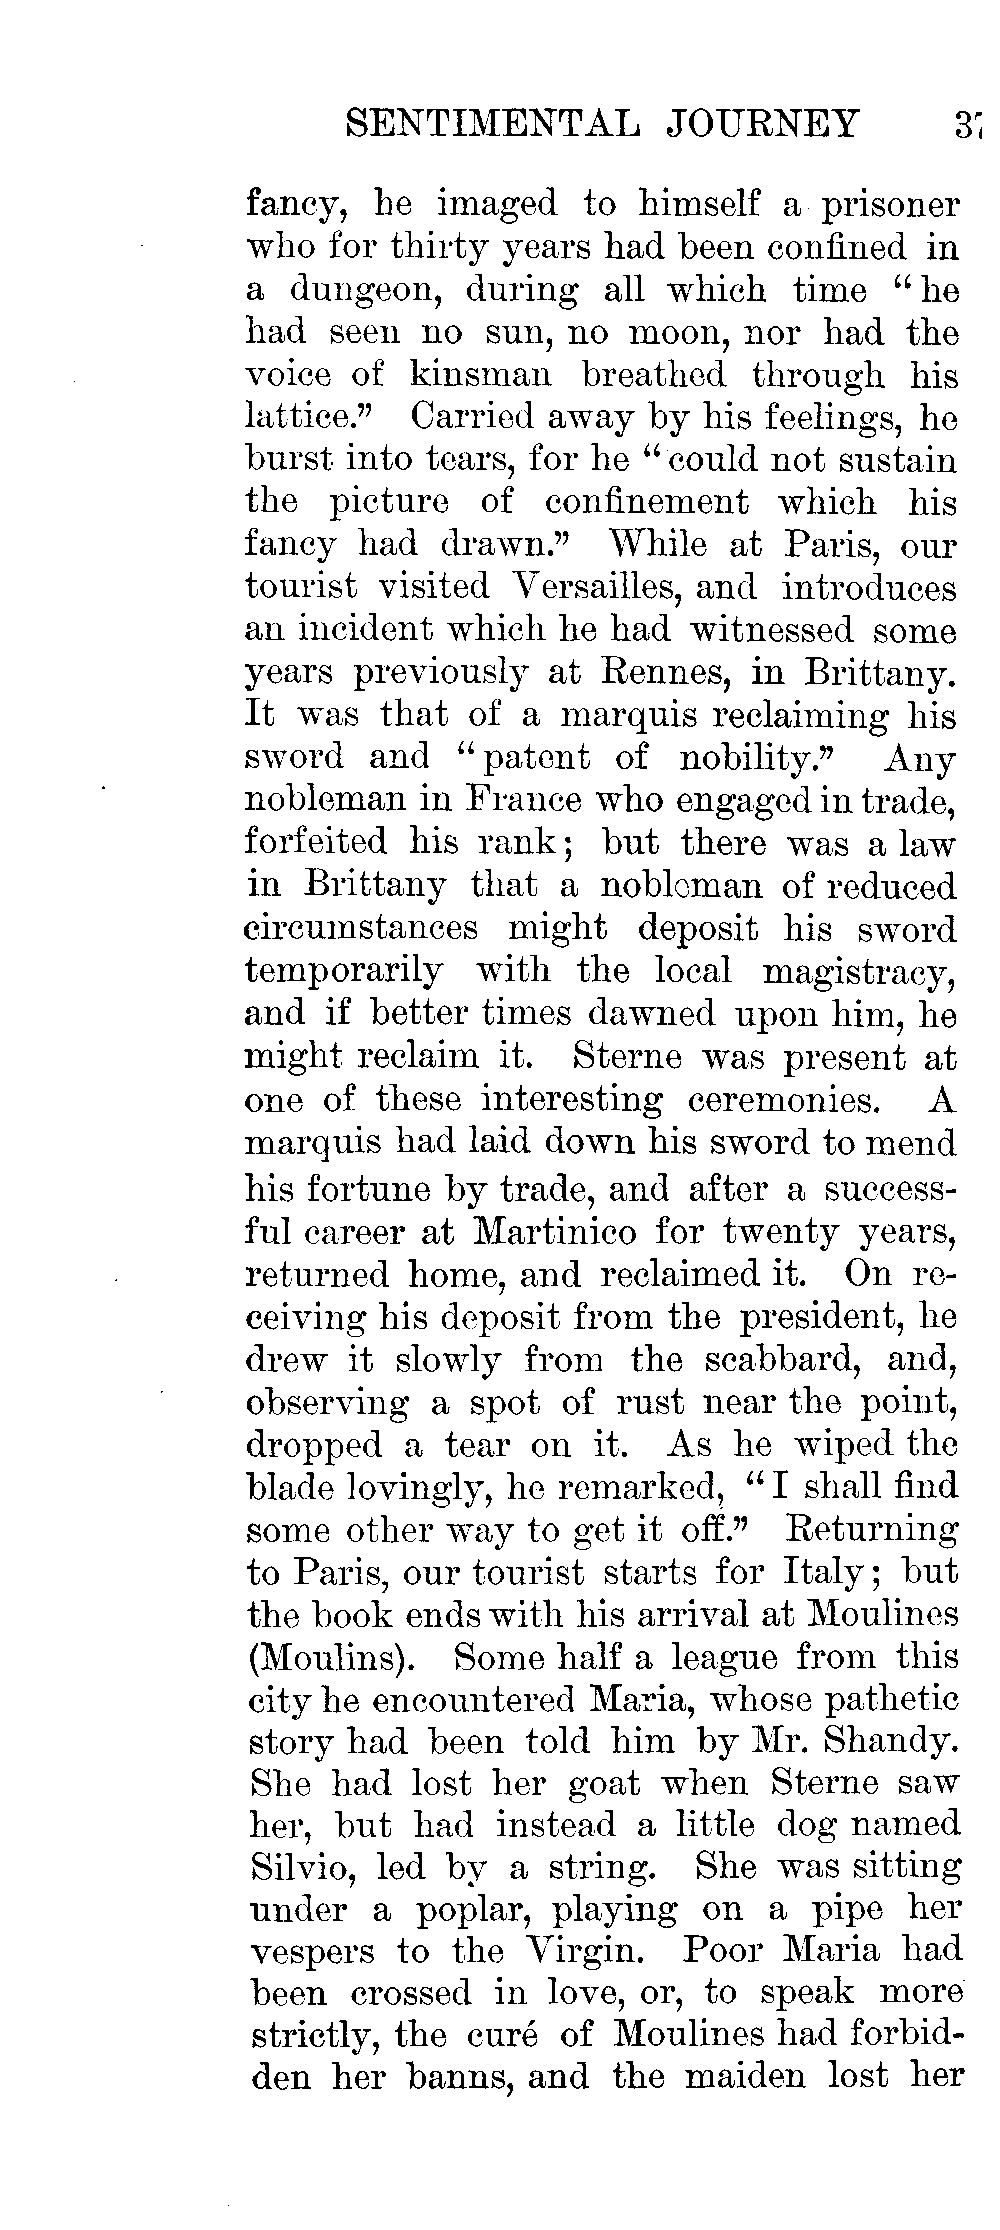 SENTIMENTAL JOURNEY 37
fancy, he imaged to himself a prisoner
who for thirty years had been confined in
a dungeon, during all which time “he
had seen no sun, no moon, nor had the
voice of kinsman breathed through his
lattice.” Carried away by his feelings, he
burst into tears, for he “could not sustain
the picture of confinement which his
fancy had drawn.” While at Paris, our
tourist visited Versailles, and introduces
an incident which he had witnessed some
years previously at Rennes, in Brittany.
It was that of a marquis reclaiming his
sword and “patent of nobility.” Any
nobleman in France who engaged in trade,
forfeited his rank; but there was a law
in Brittany that a nobleman of reduced
circumstances might deposit his sword
temporarily with the local magistracy,
and if better times dawned upon him, he
might reclaim it. Sterne was present at
one of these interesting ceremonies. A
marquis had laid down his sword to mend
his fortune by trade, and after a success-
ful career at Martinico for twenty years,
returned home, and reclaimed it. On re-
ceiving his deposit from the president, he
drew it slowly from the scabbard, and,
observing a spot of rust near the point,
dropped a tear on it. As he wiped the
blade lovingly, he remarked, “I shall find
some other way to get it off.” Returning
to Paris, our tourist starts for Italy; but
the book ends with his arrival at Moulines
(Moulins). Some half a league from this
city he encountered Maria, whose pathetic
story had been told him by Mr. Shandy.
She had lost her goat when Sterne saw
her, but had instead a little dog named
Silvio, led by a string. She was sitting
under a poplar, playing on a pipe her
vespers to the Virgin. Poor Maria had
been crossed in love, or, to speak more
strictly, the curé of Moulines had forbid-
den her banns, and the maiden lost her